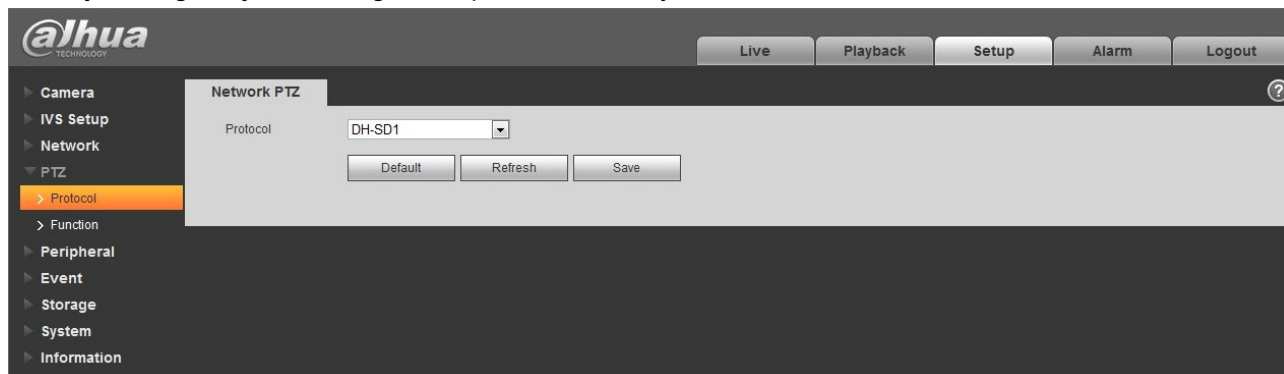 alhua
TECHNOLOGY
Live Playback Setup Alarm Logout
Camera
IVS Setup
Network
PTZ
Protocol
Function
Peripheral
Event
Storage
System
Information
Network PTZ
?
Protocol DH-SD1
Default Refresh Save